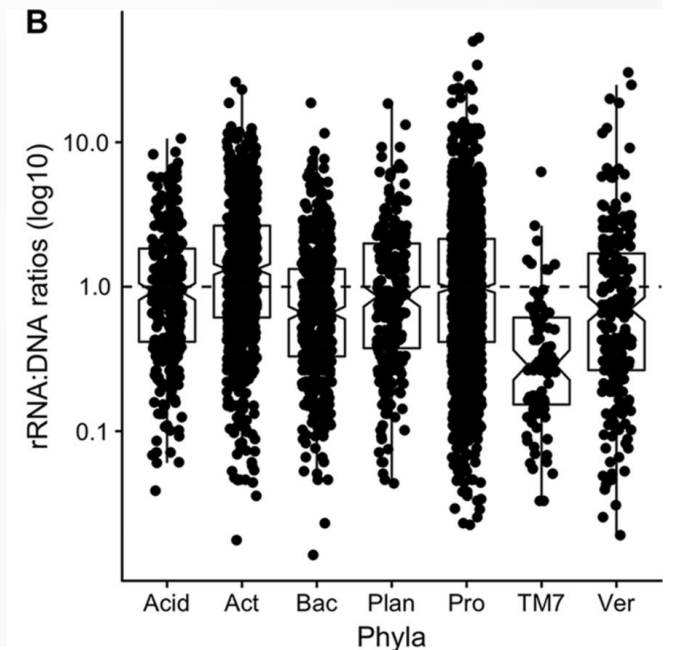 B
rRNA:DNA ratios (log10)
10.0
1.0
0.1
Acid Act Bac Plan Pro TM7 Ver
Phyla